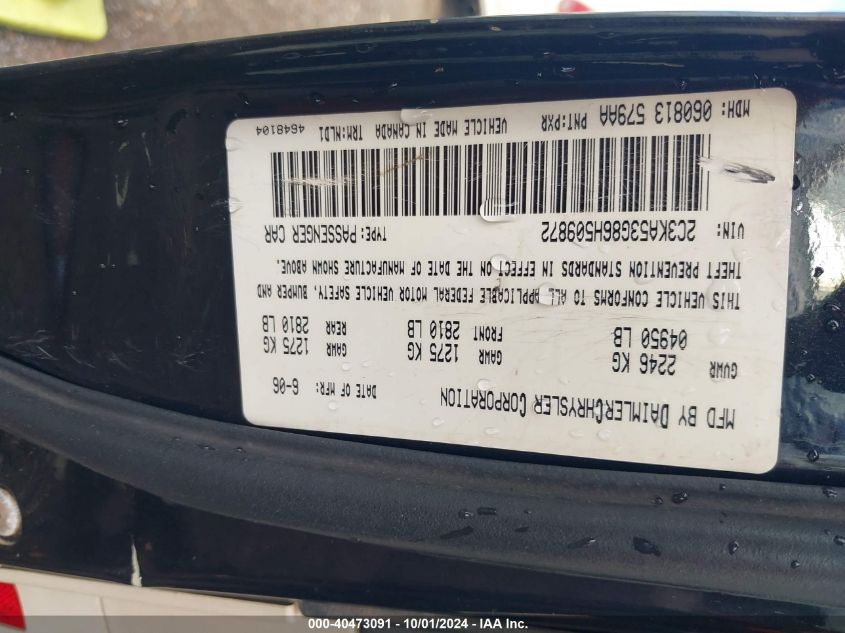 MFD BY DAIMLERCHRYSLER CORPORATION
DATE OF MFR: 6-06
GVWR 2246 KG 04950 LB
GAWR FRONT 1275 KG 2810 LB
GAWR REAR 1275 KG 2810 LB
THIS VEHICLE CONFORMS TO ALL APPLICABLE FEDERAL MOTOR VEHICLE SAFETY, BUMPER AND
THEFT PREVENTION STANDARDS IN EFFECT ON THE DATE OF MANUFACTURE SHOWN ABOVE.
VIN: 2C3KA53G86H509872 TYPE: PASSENGER CAR
MDH: 060813 579AA PNT:PXR VEHICLE MADE IN CANADA TRM:NLD1 4648104
000-40473091 - 10/01/2024 - IAA Inc.